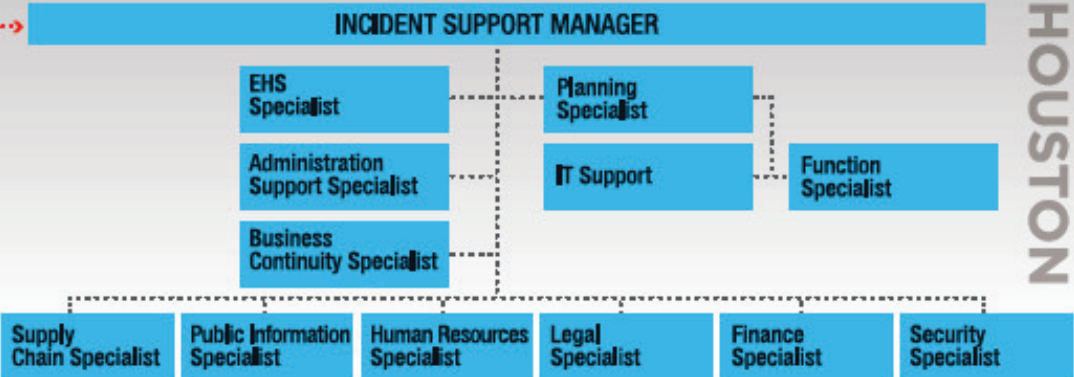 INCIDENT SUPPORT MANAGER
HOUSTON
EHS
Specialist
Planning
Specialist
Administration
Support Specialist
IT Support
Function
Specialist
Business
Continuity Specialist
Supply
Chain Specialist
Public Information
Specialist
Human Resources
Specialist
Legal
Specialist
Finance
Specialist
Security
Specialist